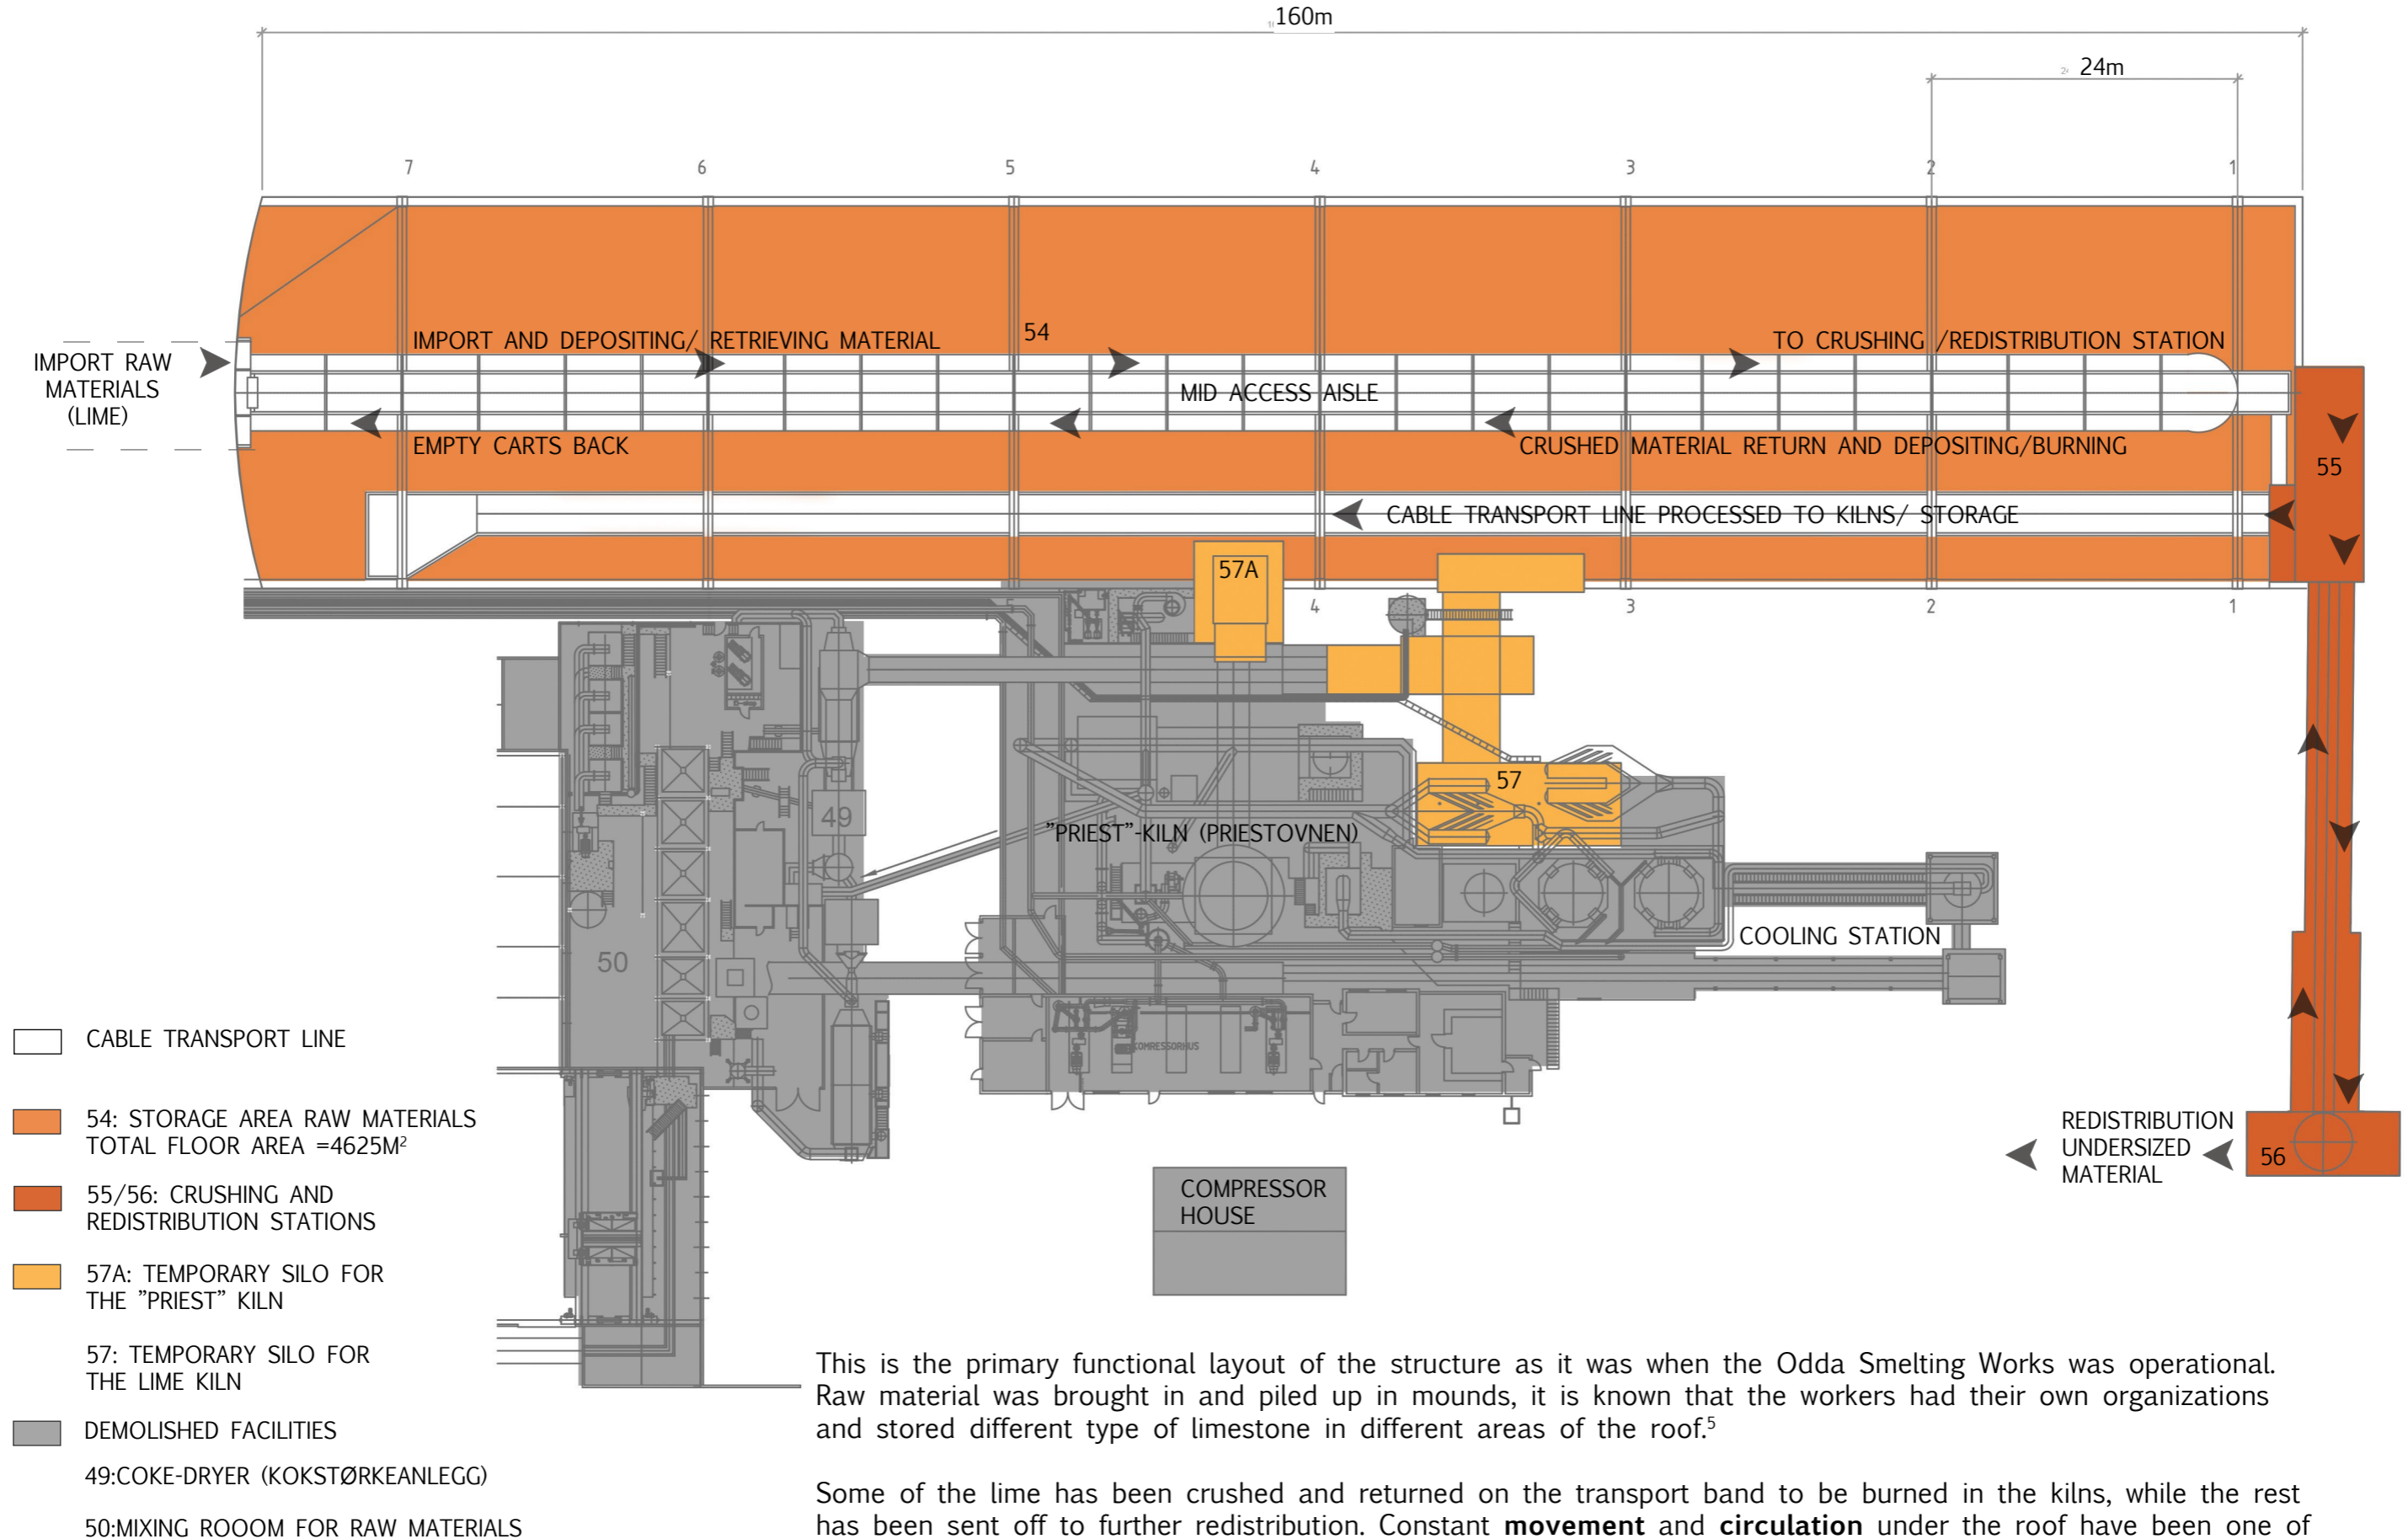 160m
24m
7 6 5 4 3 2 1
IMPORT AND DEPOSITING/ RETRIEVING MATERIAL
54
TO CRUSHING /REDISTRIBUTION STATION
IMPORT RAW
MATERIALS
(LIME)
MID ACCESS AISLE
EMPTY CARTS BACK
CRUSHED MATERIAL RETURN AND DEPOSITING/BURNING
55
CABLE TRANSPORT LINE PROCESSED TO KILNS/ STORAGE
57A
5 4 3 2 1
57
49
"PRIEST"-KILN (PRIESTOVNEN)
50
COOLING STATION
COMRESSORHUS
REDISTRIBUTION
UNDERSIZED
MATERIAL
56
COMPRESSOR
HOUSE
CABLE TRANSPORT LINE
54: STORAGE AREA RAW MATERIALS
TOTAL FLOOR AREA =4625M²
55/56: CRUSHING AND
REDISTRIBUTION STATIONS
57A: TEMPORARY SILO FOR
THE "PRIEST" KILN
57: TEMPORARY SILO FOR
THE LIME KILN
DEMOLISHED FACILITIES
49:COKE-DRYER (KOKSTØRKEANLEGG)
50:MIXING ROOOM FOR RAW MATERIALS
This is the primary functional layout of the structure as it was when the Odda Smelting Works was operational.
Raw material was brought in and piled up in mounds, it is known that the workers had their own organizations
and stored different type of limestone in different areas of the roof.⁵
Some of the lime has been crushed and returned on the transport band to be burned in the kilns, while the rest
has been sent off to further redistribution. Constant movement and circulation under the roof have been one of